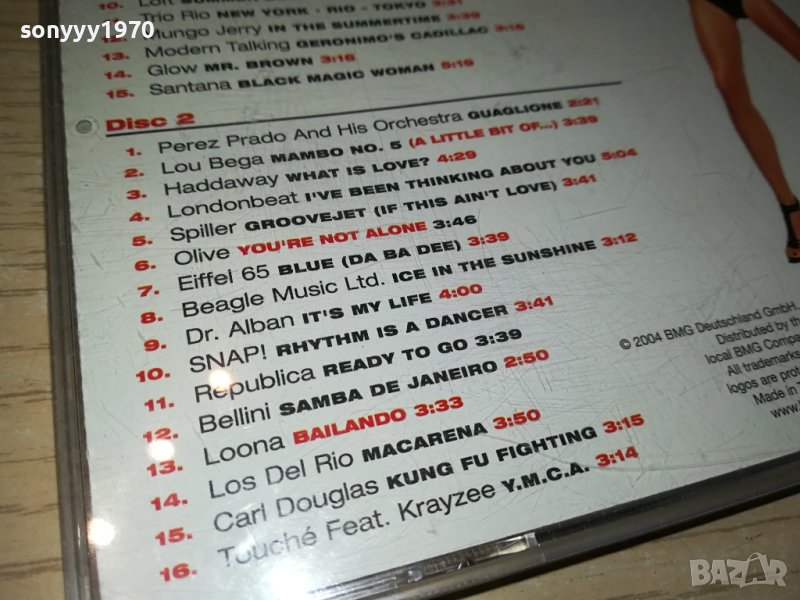 sonyyy1970
10. Loft
11. Trio Rio NEW YORK - RIO - TOKYO 3:31
12. Mungo Jerry IN THE SUMMERTIME 3:39
13. Modern Talking GERONIMO'S CADILLAC 3:16
14. Glow MR. BROWN 3:16
15. Santana BLACK MAGIC WOMAN 5:19
Disc 2
1. Perez Prado And His Orchestra GUAGLIONE 2:21
2. Lou Bega MAMBO NO. 5 (A LITTLE BIT OF...) 3:39
3. Haddaway WHAT IS LOVE? 4:29
4. Londonbeat I'VE BEEN THINKING ABOUT YOU 5:04
5. Spiller GROOVEJET (IF THIS AIN'T LOVE) 3:41
6. Olive YOU'RE NOT ALONE 3:46
7. Eiffel 65 BLUE (DA BA DEE) 3:39
8. Beagle Music Ltd. ICE IN THE SUNSHINE 3:12
9. Dr. Alban IT'S MY LIFE 4:00
10. SNAP! RHYTHM IS A DANCER 3:41
11. Republica READY TO GO 3:39
12. Bellini SAMBA DE JANEIRO 2:50
13. Loona BAILANDO 3:33
14. Los Del Rio MACARENA 3:50
15. Carl Douglas KUNG FU FIGHTING 3:15
16. Touché Feat. Krayzee Y.M.C.A. 3:14
© 2004 BMG Deutschland GmbH,
Distributed by the
local BMG Compa
All trademarks
logos are prot
Made in
www.
BAZAR